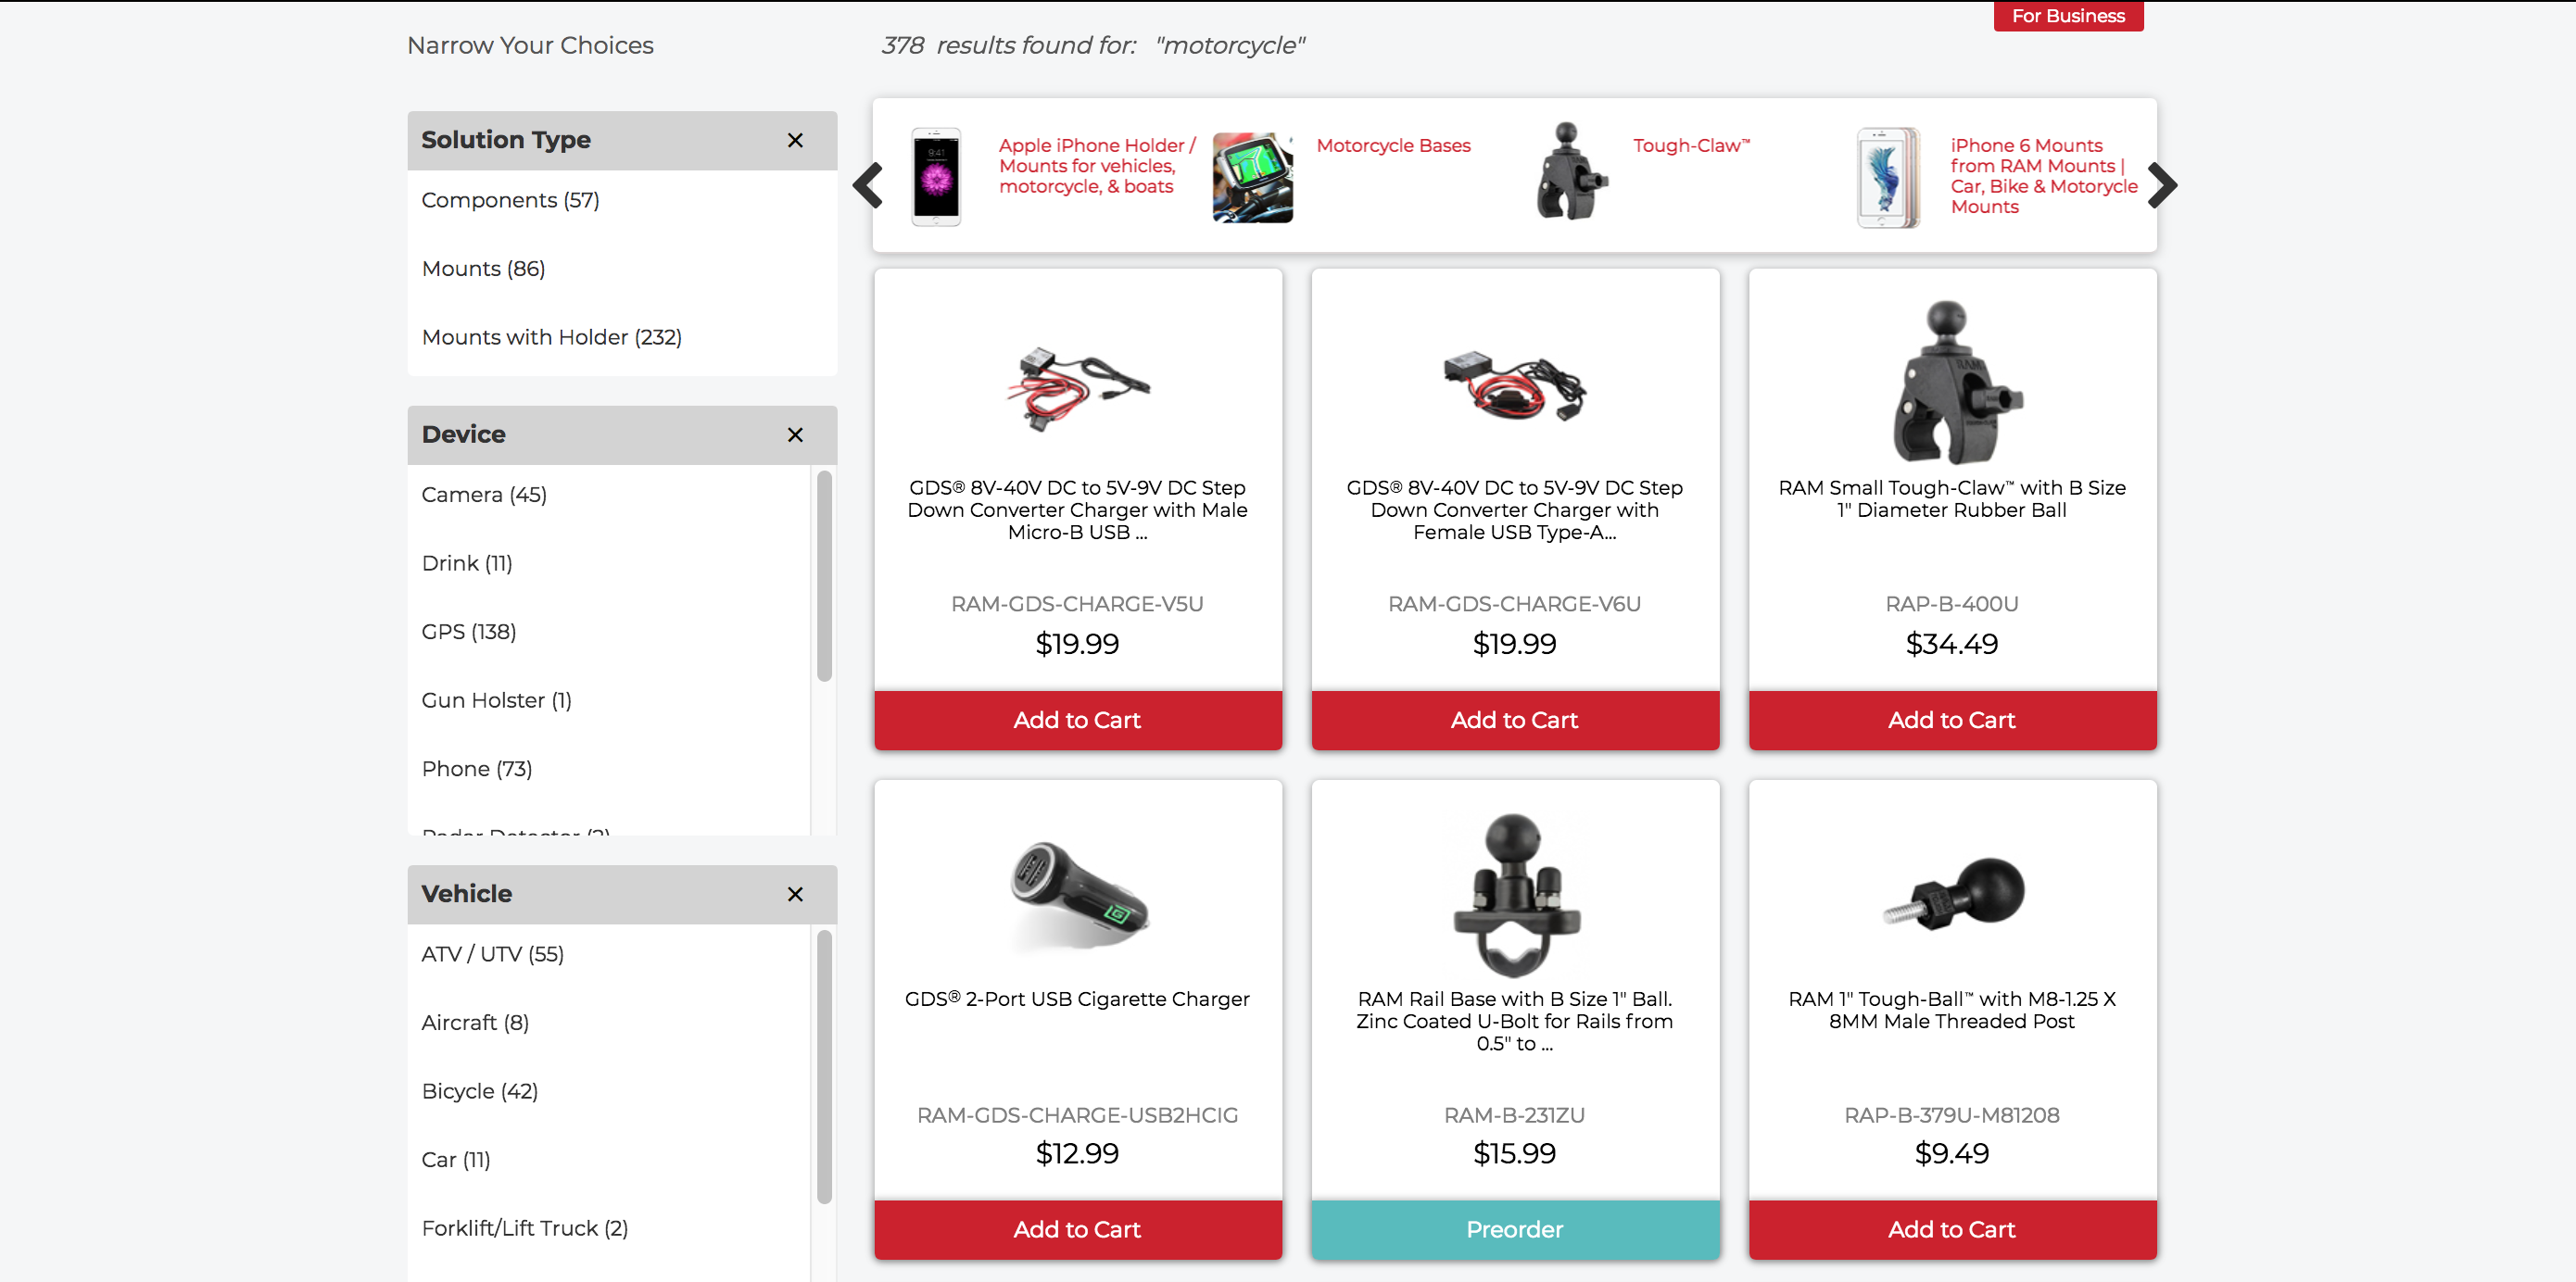 For Business
Narrow Your Choices
378 results found for: "motorcycle"
Solution Type
Components (57)
Mounts (86)
Mounts with Holder (232)
Device
Camera (45)
Drink (11)
GPS (138)
Gun Holster (1)
Phone (73)
Radar Detector (2)
Vehicle
ATV / UTV (55)
Aircraft (8)
Bicycle (42)
Car (11)
Forklift/Lift Truck (2)
9:41
Apple iPhone Holder /
Mounts for vehicles,
motorcycle, & boats
Motorcycle Bases
Tough-Claw™
iPhone 6 Mounts
from RAM Mounts |
Car, Bike & Motorycle
Mounts
GDS® 8V-40V DC to 5V-9V DC Step
Down Converter Charger with Male
Micro-B USB ...
RAM-GDS-CHARGE-V5U
$19.99
Add to Cart
GDS® 8V-40V DC to 5V-9V DC Step
Down Converter Charger with
Female USB Type-A...
RAM-GDS-CHARGE-V6U
$19.99
Add to Cart
RAM
RAM Small Tough-Claw™ with B Size
1" Diameter Rubber Ball
RAP-B-400U
$34.49
Add to Cart
GDS® 2-Port USB Cigarette Charger
RAM-GDS-CHARGE-USB2HCIG
$12.99
Add to Cart
RAM Rail Base with B Size 1" Ball.
Zinc Coated U-Bolt for Rails from
0.5" to ...
RAM-B-231ZU
$15.99
Preorder
RAM 1" Tough-Ball™ with M8-1.25 X
8MM Male Threaded Post
RAP-B-379U-M81208
$9.49
Add to Cart